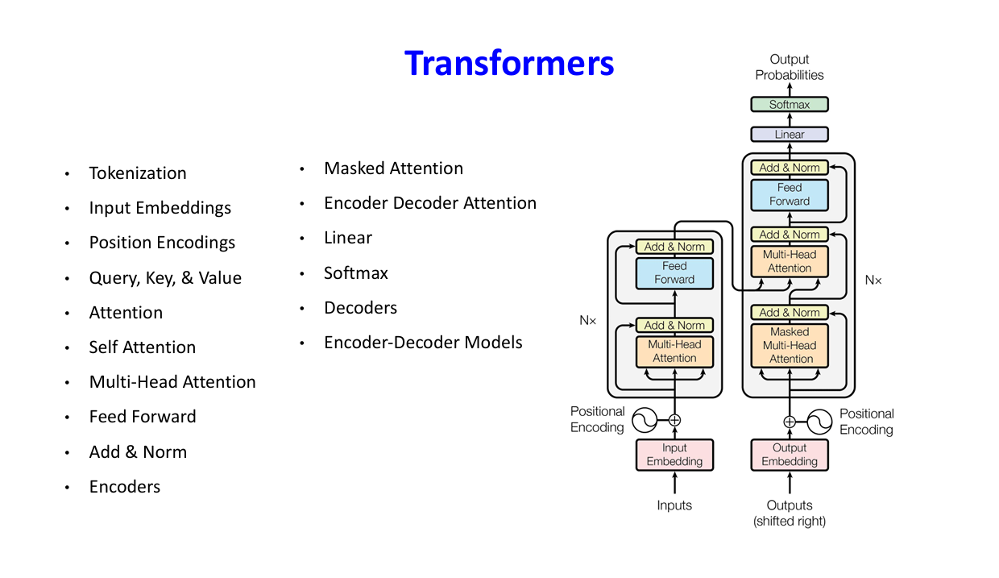 Transformers
• Tokenization
• Input Embeddings
• Position Encodings
• Query, Key, & Value
• Attention
• Self Attention
• Multi-Head Attention
• Feed Forward
• Add & Norm
• Encoders
• Masked Attention
• Encoder Decoder Attention
• Linear
• Softmax
• Decoders
• Encoder-Decoder Models
Output
Probabilities
Softmax
Linear
Add & Norm
Feed
Forward
Add & Norm
Multi-Head
Attention
N×
Add & Norm
Masked
Multi-Head
Attention
Add & Norm
Feed
Forward
N×
Add & Norm
Multi-Head
Attention
Positional
Encoding
Positional
Encoding
Input
Embedding
Output
Embedding
Inputs
Outputs
(shifted right)